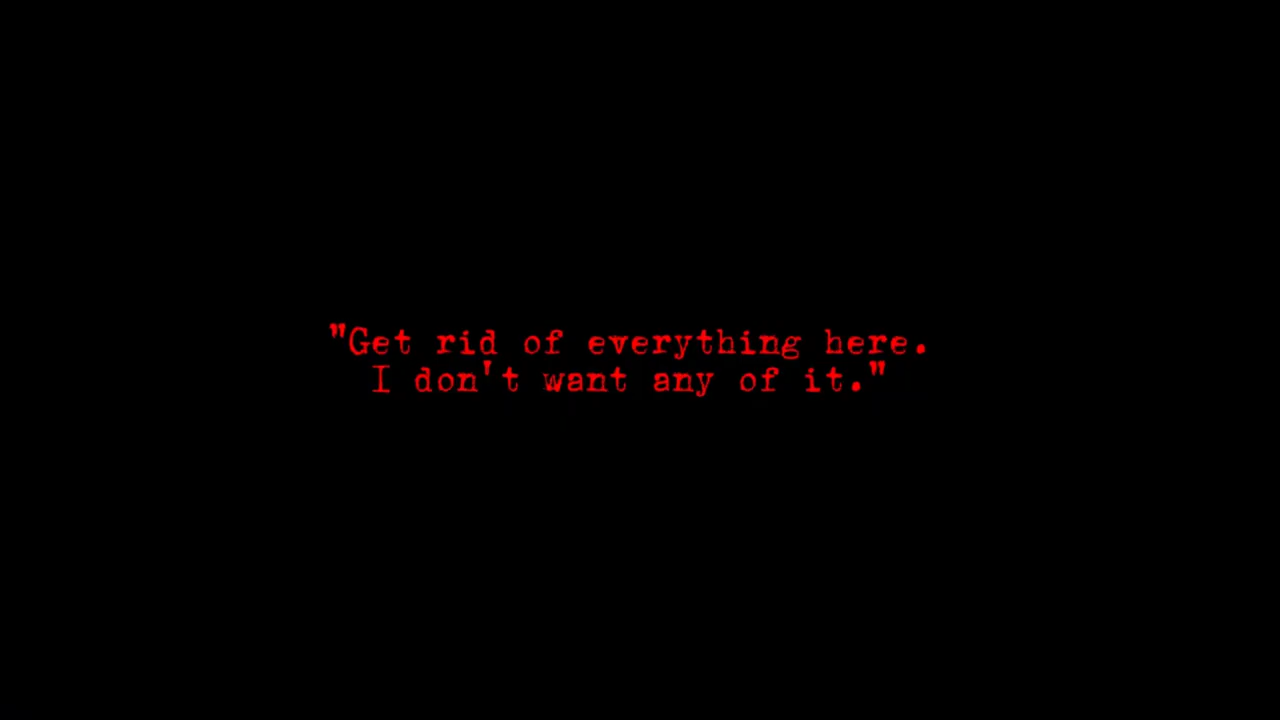 "Get rid of everything here.
I don't want any of it."